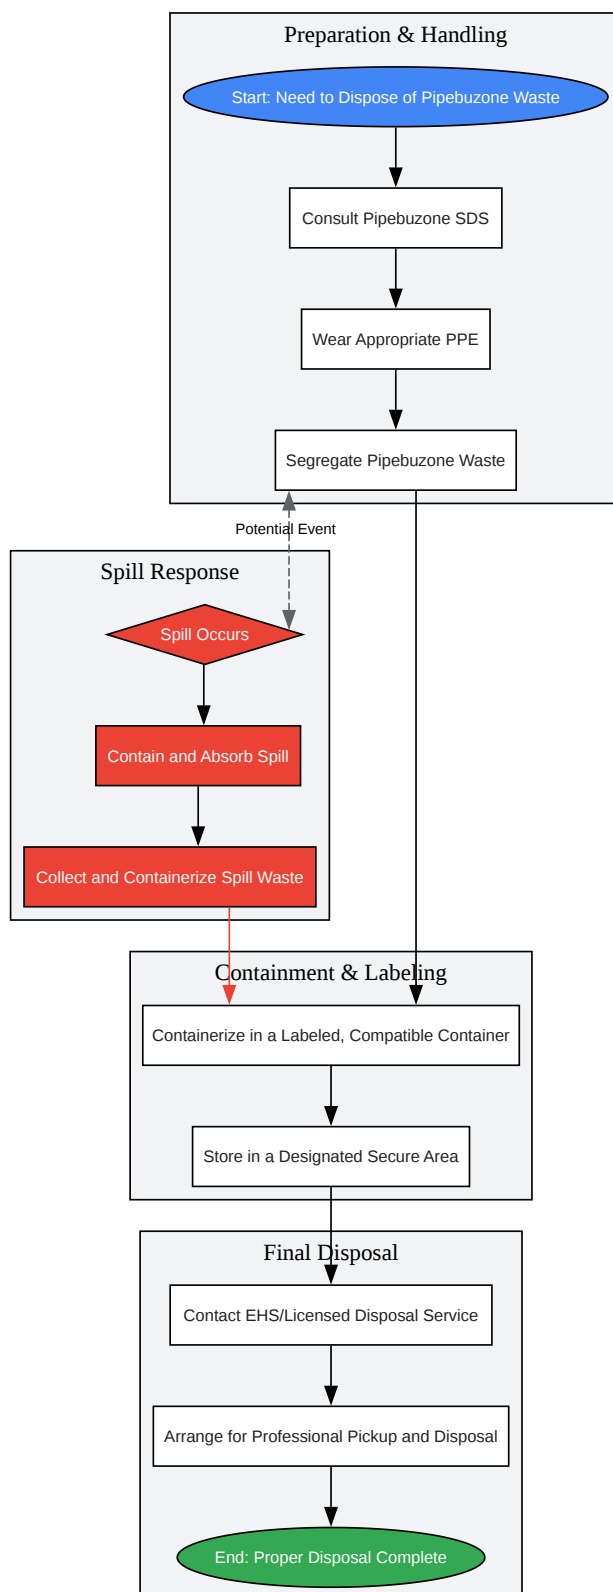 Preparation & Handling
Start: Need to Dispose of Pipebuzone Waste
Consult Pipebuzone SDS
Wear Appropriate PPE
Segregate Pipebuzone Waste
Potential Event
Spill Response
Spill Occurs
Contain and Absorb Spill
Collect and Containerize Spill Waste
Containment & Labeling
Containerize in a Labeled, Compatible Container
Store in a Designated Secure Area
Final Disposal
Contact EHS/Licensed Disposal Service
Arrange for Professional Pickup and Disposal
End: Proper Disposal Complete